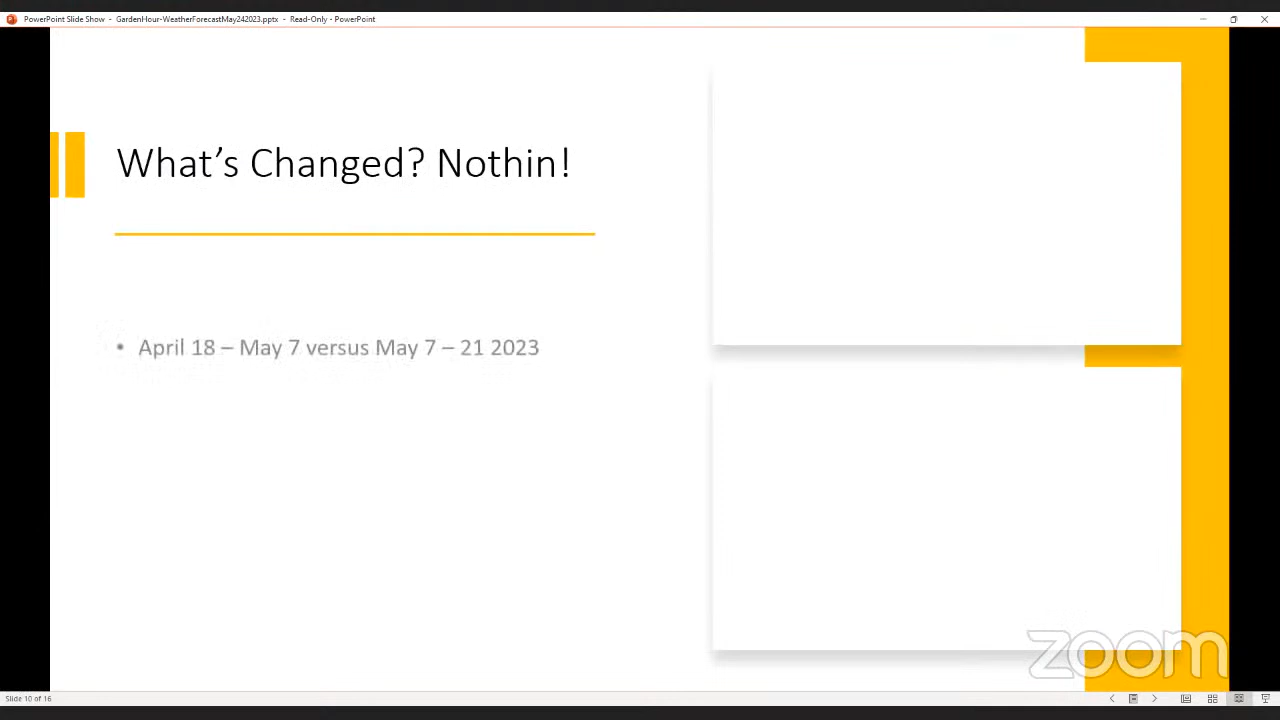 PowerPoint Slide Show - GardenHour-WeatherForecastMay242023.pptx - Read-Only - PowerPoint
What's Changed? Nothin!
• April 18 – May 7 versus May 7 – 21 2023
zoom
Slide 10 of 16